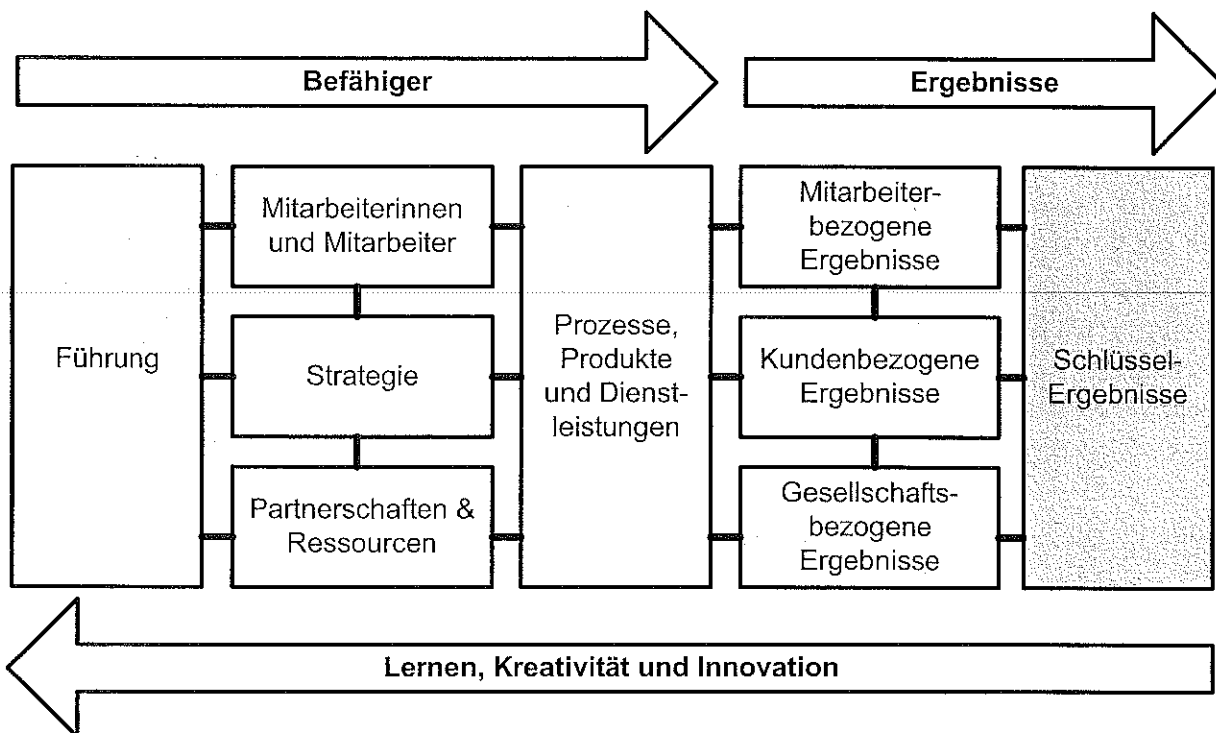 Befähiger
Ergebnisse
Führung
Mitarbeiterinnen
und Mitarbeiter
Strategie
Partnerschaften &
Ressourcen
Prozesse,
Produkte
und Dienst-
leistungen
Mitarbeiter-
bezogene
Ergebnisse
Kundenbezogene
Ergebnisse
Gesellschafts-
bezogene
Ergebnisse
Schlüssel-
Ergebnisse
Lernen, Kreativität und Innovation